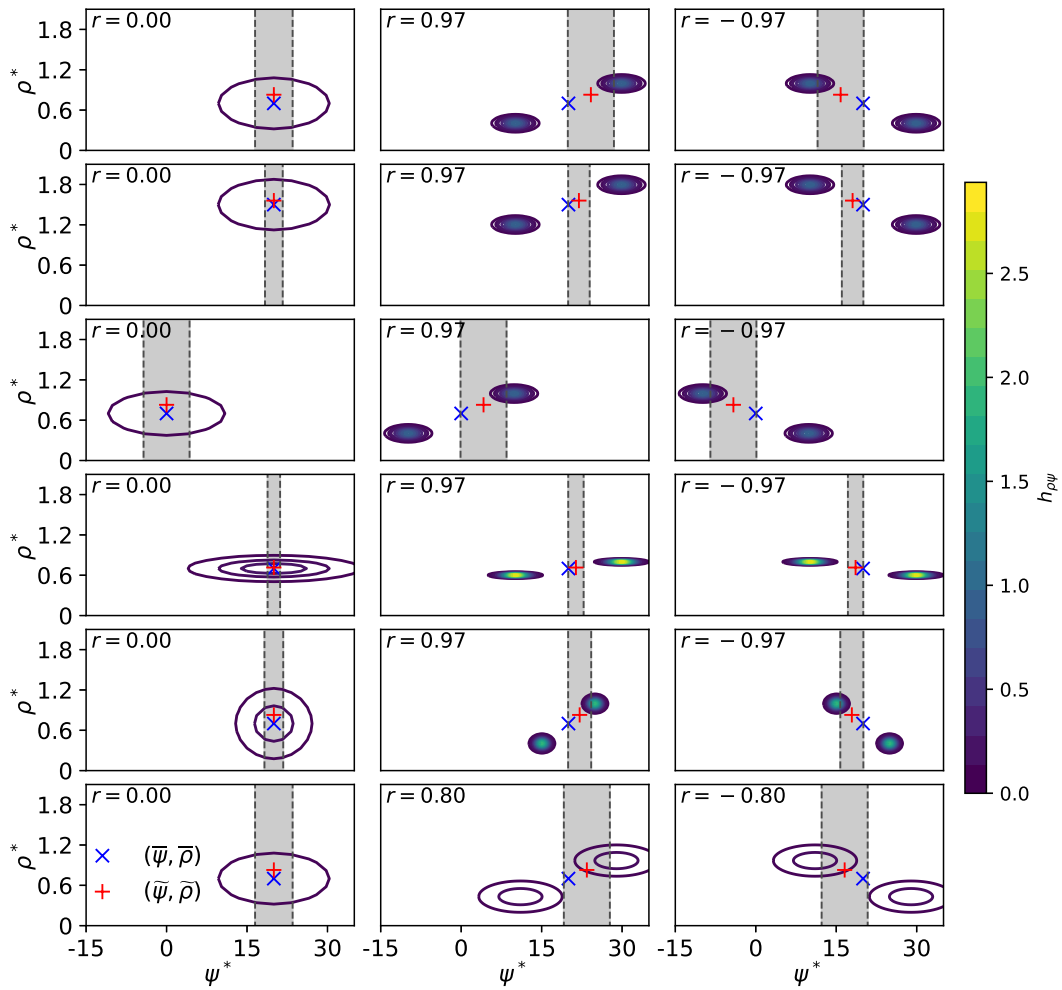 r = 0.00 r = 0.97 r = −0.97
ρ* 1.8 1.2 0.6 0
r = 0.00 r = 0.97 r = −0.97
ρ* 1.8 1.2 0.6 0
r = 0.00 r = 0.97 r = −0.97
ρ* 1.8 1.2 0.6 0
r = 0.00 r = 0.97 r = −0.97
ρ* 1.8 1.2 0.6 0
r = 0.00 r = 0.97 r = −0.97
ρ* 1.8 1.2 0.6 0
r = 0.00 r = 0.80 r = −0.80
ρ* 1.8 1.2 0.6 0
(ψ̅, ρ̅)
(ψ̃, ρ̃)
-15 0 15 30 -15 0 15 30 -15 0 15 30
ψ* ψ* ψ*
2.5
2.0
1.5
1.0
0.5
0.0
h_ρψ